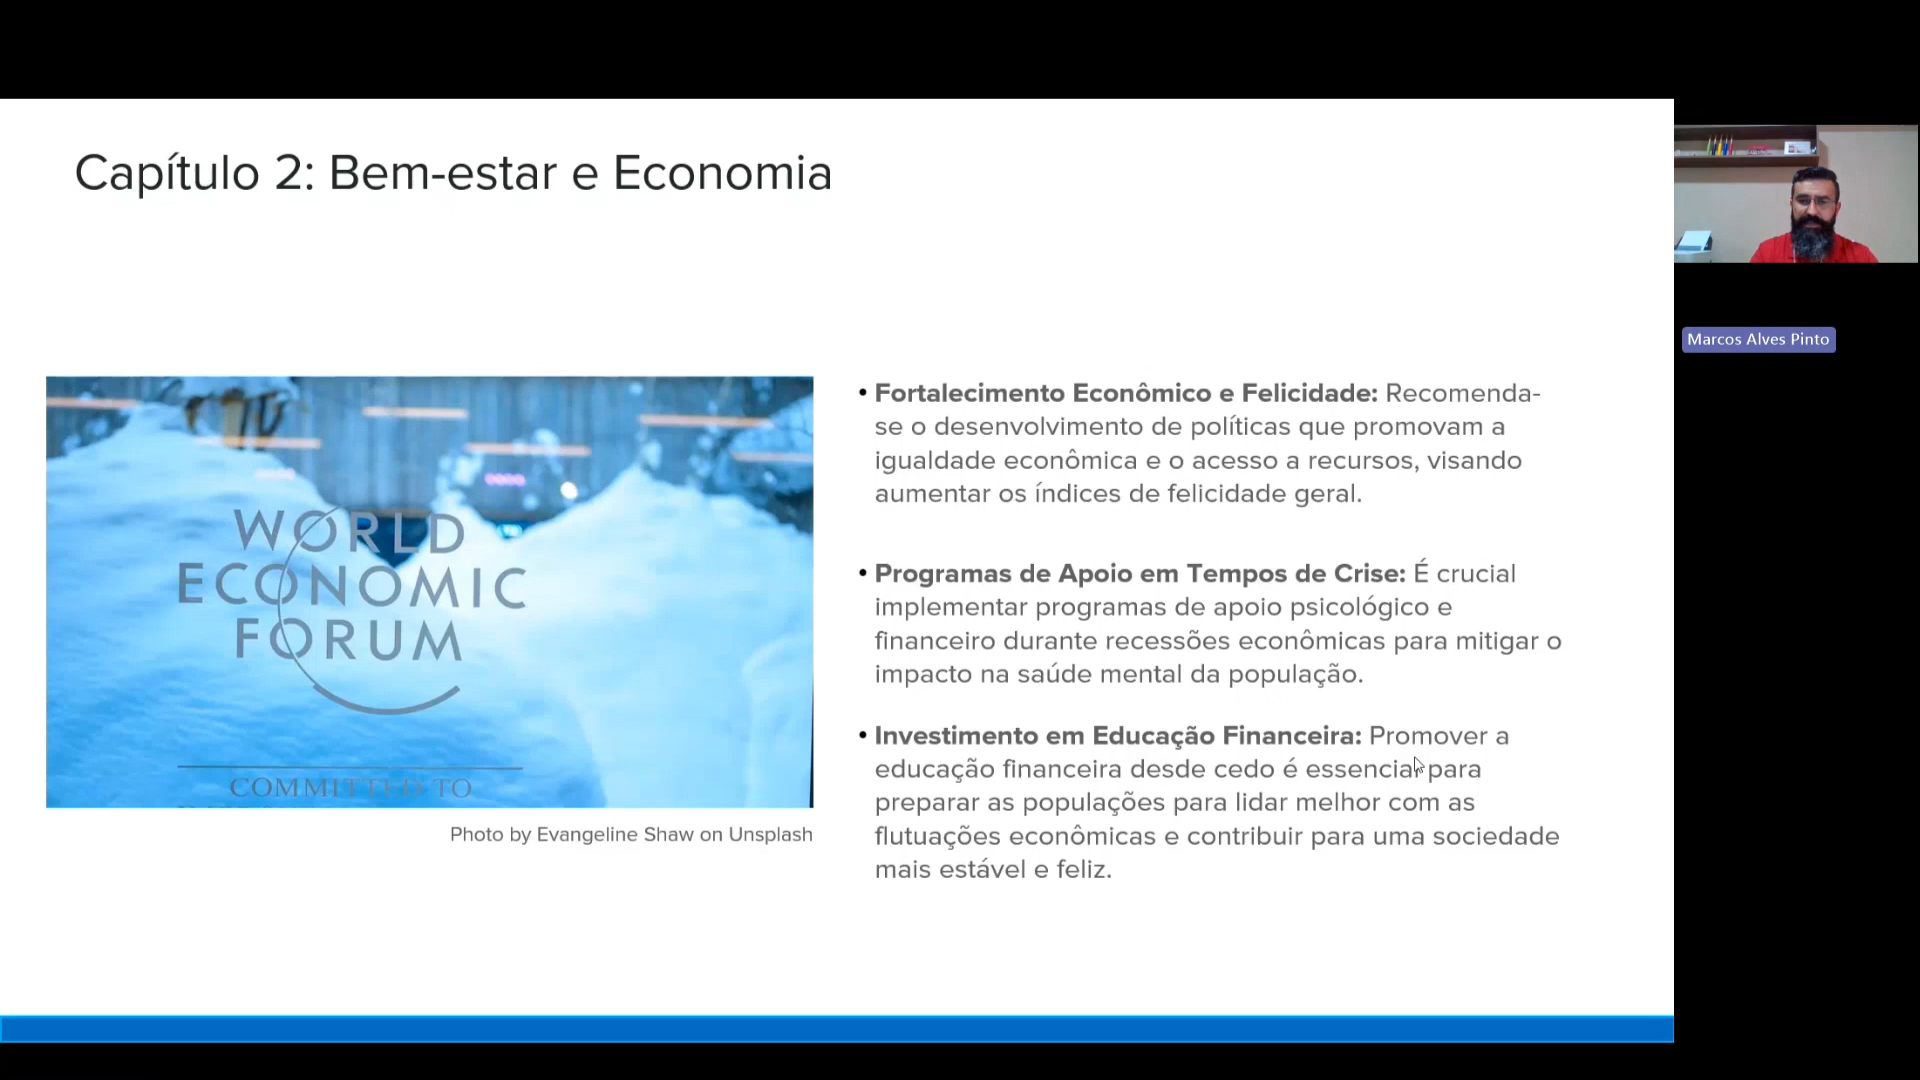 Capítulo 2: Bem-estar e Economia
WORLD
ECONOMIC
FORUM
COMMITTED TO
Photo by Evangeline Shaw on Unsplash
• Fortalecimento Econômico e Felicidade: Recomenda-
se o desenvolvimento de políticas que promovam a
igualdade econômica e o acesso a recursos, visando
aumentar os índices de felicidade geral.
• Programas de Apoio em Tempos de Crise: É crucial
implementar programas de apoio psicológico e
financeiro durante recessões econômicas para mitigar o
impacto na saúde mental da população.
• Investimento em Educação Financeira: Promover a
educação financeira desde cedo é essencial para
preparar as populações para lidar melhor com as
flutuações econômicas e contribuir para uma sociedade
mais estável e feliz.
Marcos Alves Pinto